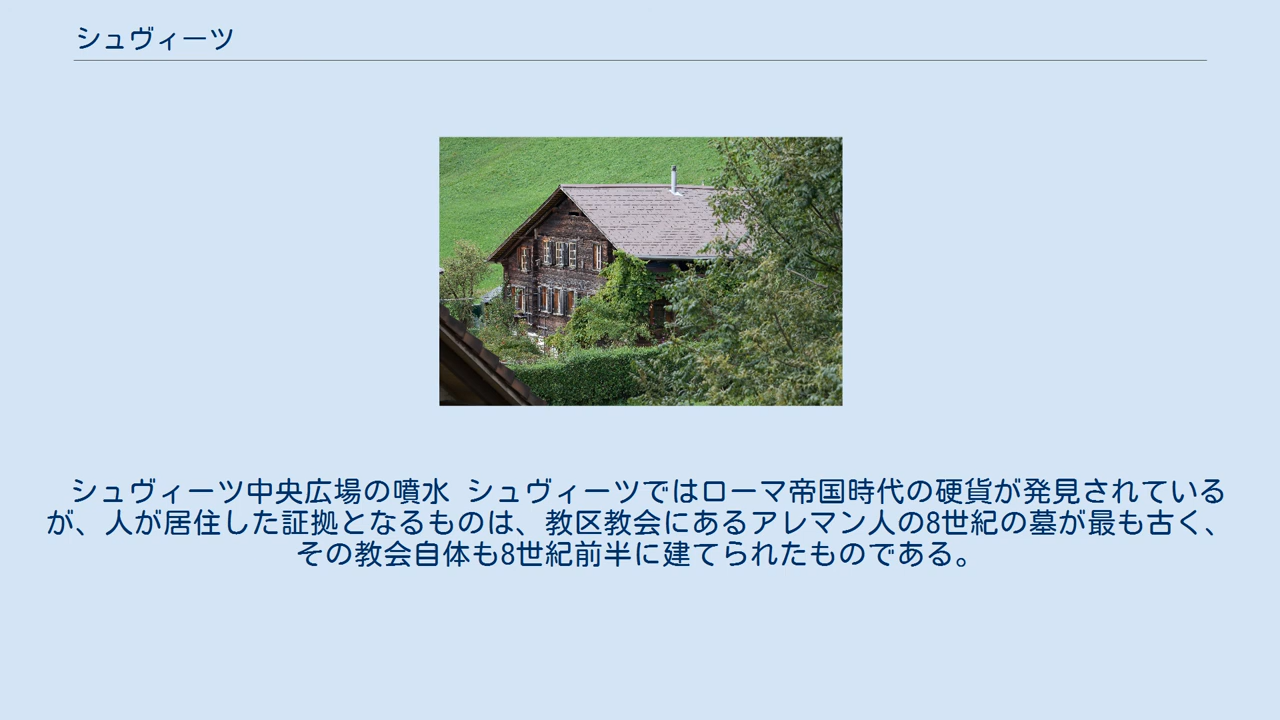 シュヴィーツ
シュヴィーツ中央広場の噴水 シュヴィーツではローマ帝国時代の硬貨が発見されている
が、人が居住した証拠となるものは、教区教会にあるアレマン人の8世紀の墓が最も古く、
その教会自体も8世紀前半に建てられたものである。